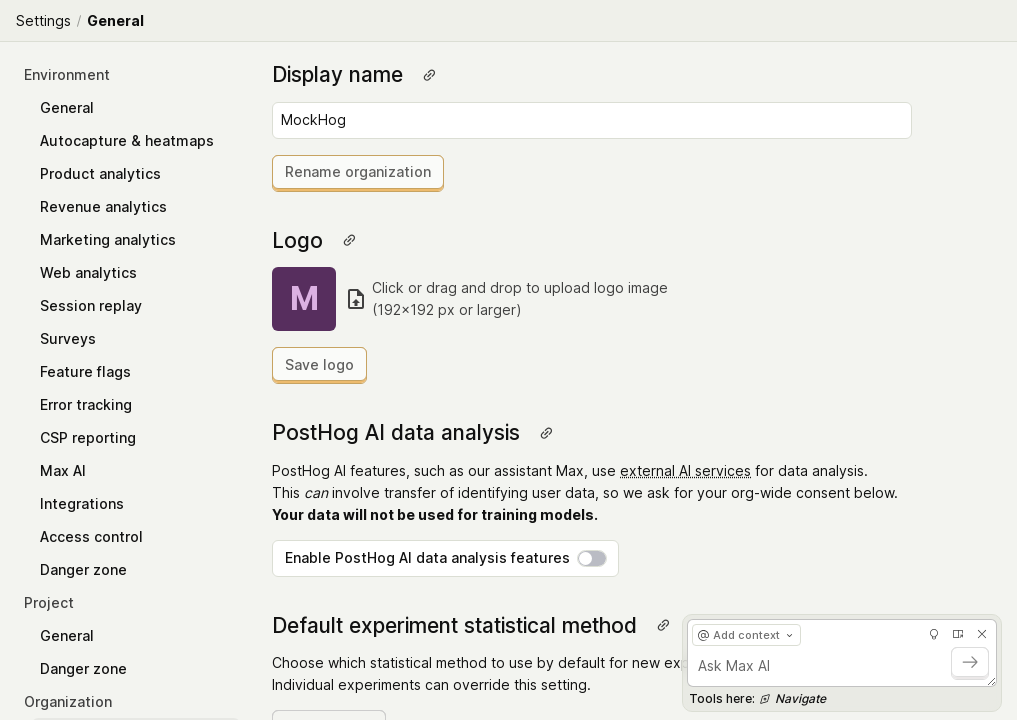 Settings / General
Environment
General
Autocapture & heatmaps
Product analytics
Revenue analytics
Marketing analytics
Web analytics
Session replay
Surveys
Feature flags
Error tracking
CSP reporting
Max AI
Integrations
Access control
Danger zone
Project
General
Danger zone
Organization
Display name
MockHog
Rename organization
Logo
M
Click or drag and drop to upload logo image
(192×192 px or larger)
Save logo
PostHog AI data analysis
PostHog AI features, such as our assistant Max, use external AI services for data analysis.
This can involve transfer of identifying user data, so we ask for your org-wide consent below.
Your data will not be used for training models.
Enable PostHog AI data analysis features
Default experiment statistical method
Choose which statistical method to use by default for new
Individual experiments can override this setting.
@ Add context
Ask Max AI
Tools here: Navigate